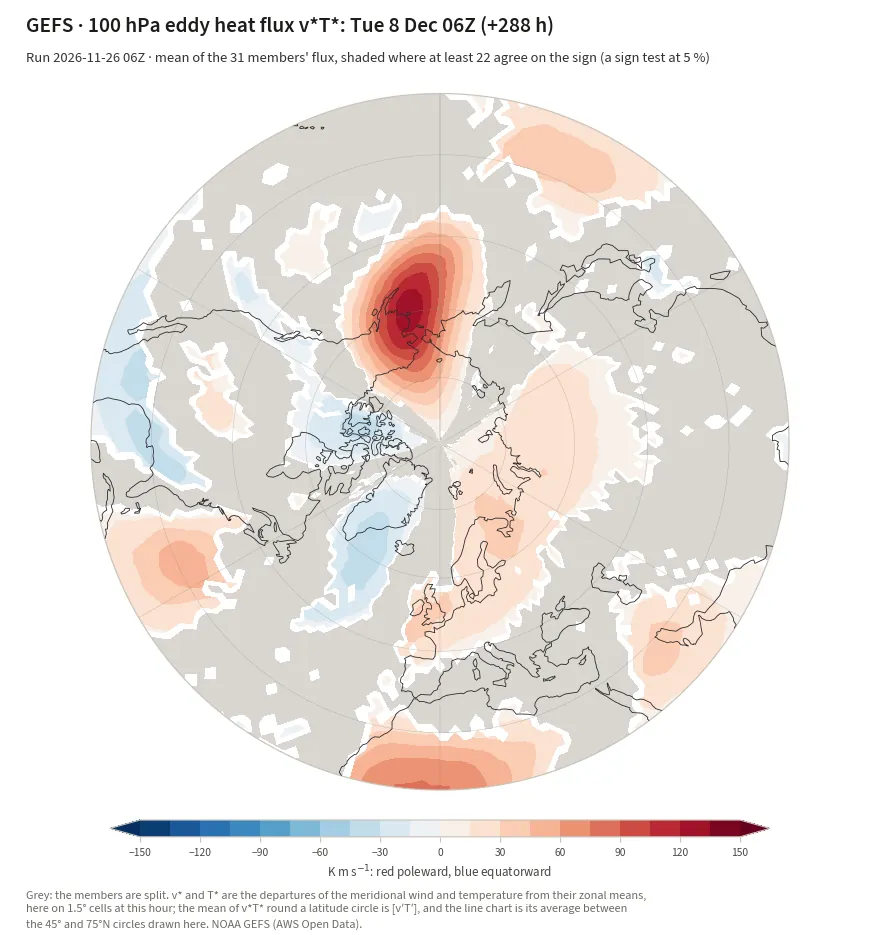 GEFS · 100 hPa eddy heat flux v*T*: Tue 8 Dec 06Z (+288 h)
Run 2026-11-26 06Z · mean of the 31 members' flux, shaded where at least 22 agree on the sign (a sign test at 5 %)
−150 −120 −90 −60 −30 0 30 60 90 120 150
K m s⁻¹: red poleward, blue equatorward
Grey: the members are split. v* and T* are the departures of the meridional wind and temperature from their zonal means,
here on 1.5° cells at this hour; the mean of v*T* round a latitude circle is [v′T′], and the line chart is its average between
the 45° and 75°N circles drawn here. NOAA GEFS (AWS Open Data).